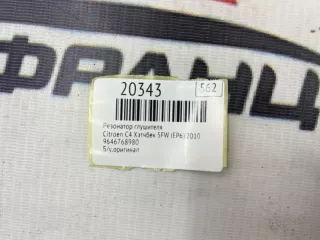 ФРАНЦ
20343
562
Резонатор глушителя
Citroen C4 Хэтчбек 5FW (EP6) 2010
9646768980
Б/у,оригинал